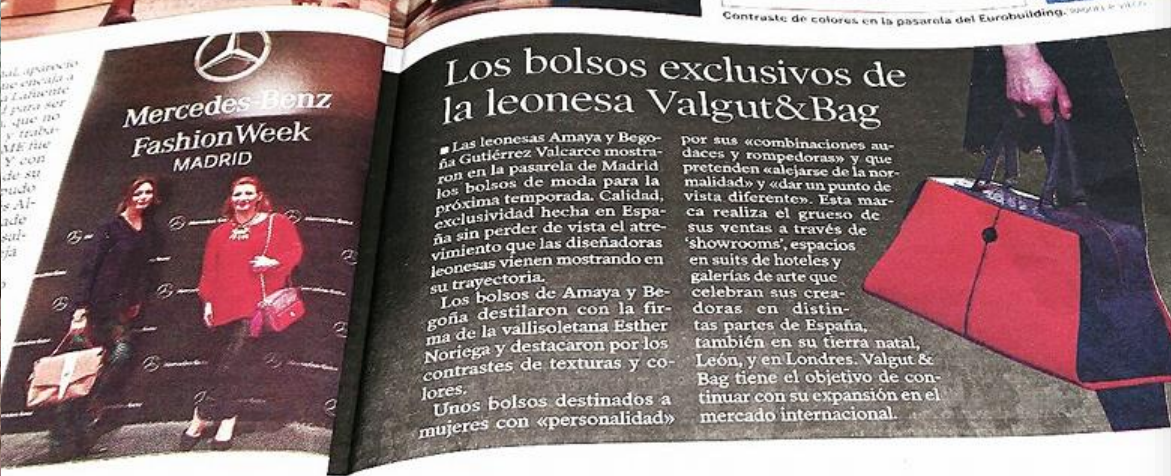 Contraste de colores en la pasarela del Eurobuilding.
Mercedes-Benz
FashionWeek
MADRID
Los bolsos exclusivos de
la leonesa Valgut&Bag
■ Las leonesas Amaya y Bego-
ña Gutiérrez Valcarce mostra-
ron en la pasarela de Madrid
los bolsos de moda para la
próxima temporada. Calidad,
exclusividad hecha en Espa-
ña sin perder de vista el atre-
vimiento que las diseñadoras
leonesas vienen mostrando en
su trayectoria.
Los bolsos de Amaya y Be-
goña destilaron con la fir-
ma de la vallisoletana Esther
Noriega y destacaron por los
contrastes de texturas y co-
lores.
Unos bolsos destinados a
mujeres con «personalidad»
por sus «combinaciones au-
daces y rompedoras» y que
pretenden «alejarse de la nor-
malidad» y «dar un punto de
vista diferente». Esta mar-
ca realiza el grueso de
sus ventas a través de
'showrooms', espacios
en suits de hoteles y
galerías de arte que
celebran sus crea-
doras en distin-
tas partes de España,
también en su tierra natal,
León, y en Londres. Valgut &
Bag tiene el objetivo de con-
tinuar con su expansión en el
mercado internacional.